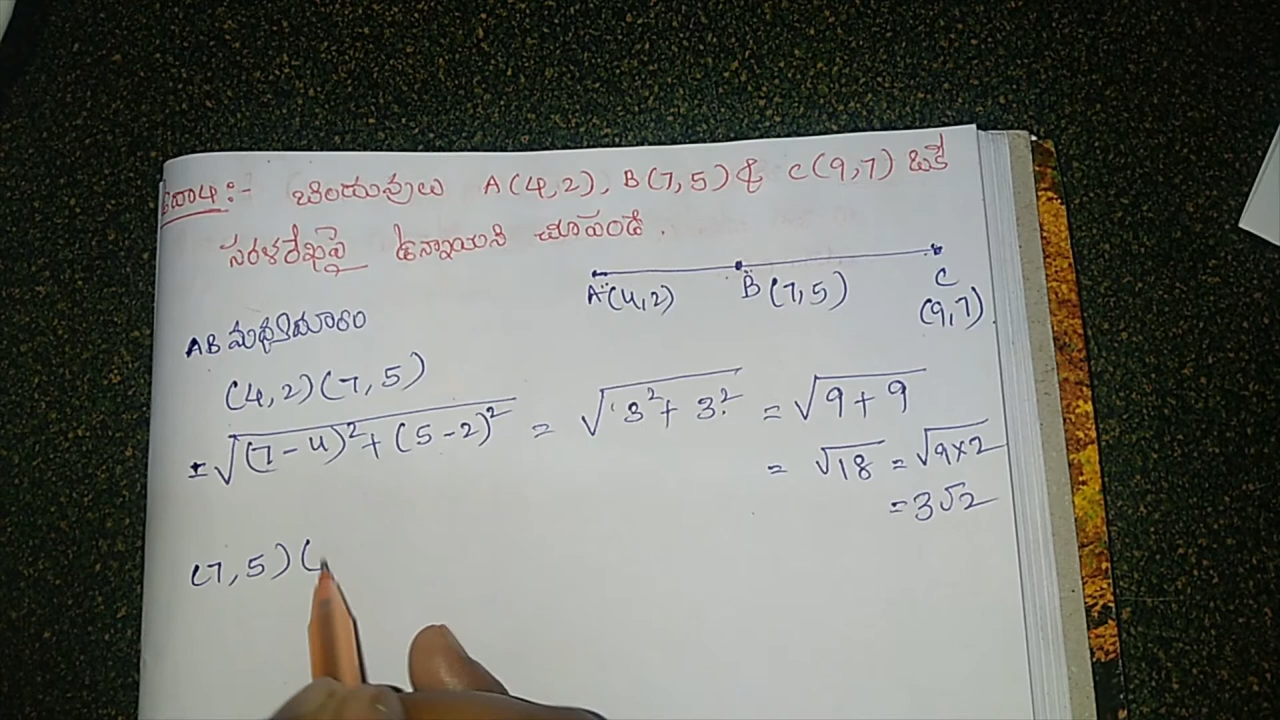 ఉదా4:- బిందువులు A(4,2), B(7,5) & C(9,7) ఒకే
సరళరేఖపై ఉన్నాయని చూపండి.
A(4,2) B(7,5) C
(9,7)
AB మధ్యదూరం
(4,2)(7,5)
=√(7-4)²+(5-2)² = √3²+3² = √9+9
= √18 = √9×2
= 3√2
(7,5)(